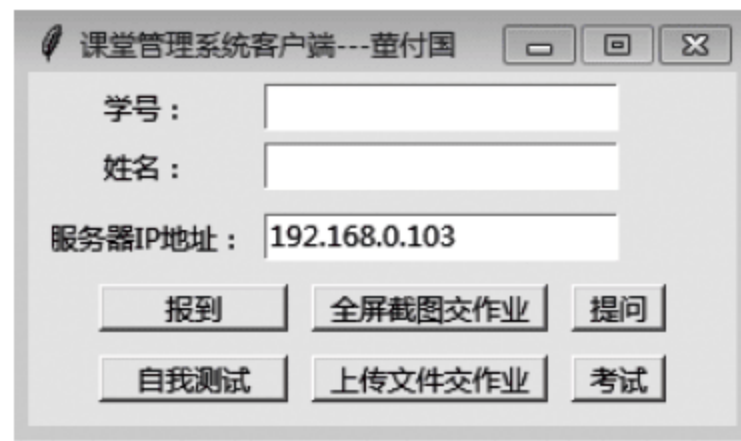 课堂管理系统客户端---董付国
学号：
姓名：
服务器IP地址： 192.168.0.103
报到 全屏截图交作业 提问
自我测试 上传文件交作业 考试